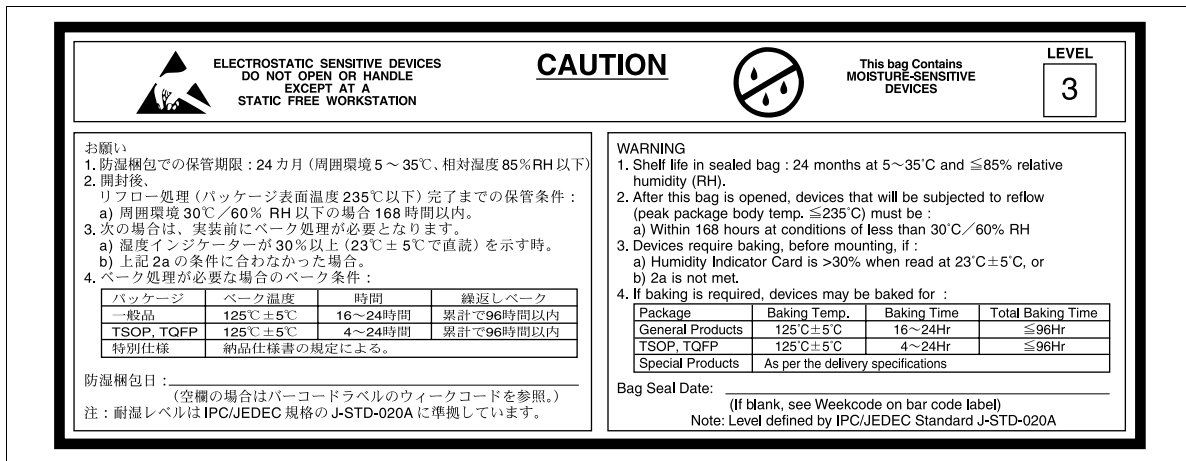 ELECTROSTATIC SENSITIVE DEVICES
DO NOT OPEN OR HANDLE
EXCEPT AT A
STATIC FREE WORKSTATION
CAUTION
This bag Contains
MOISTURE-SENSITIVE
DEVICES
LEVEL
3
お願い
1. 防湿梱包での保管期限：24カ月（周囲環境5～35℃、相対湿度85％RH以下）
2. 開封後、
リフロー処理（パッケージ表面温度235℃以下）完了までの保管条件：
a) 周囲環境30℃／60％ RH以下の場合168時間以内。
3. 次の場合は、実装前にベーク処理が必要となります。
a) 湿度インジケーターが30％以上（23℃±5℃で直読）を示す時。
b) 上記2aの条件に合わなかった場合。
4. ベーク処理が必要な場合のベーク条件：
パッケージ ベーク温度 時間 繰返しベーク
一般品 125℃±5℃ 16～24時間 累計で96時間以内
TSOP, TQFP 125℃±5℃ 4～24時間 累計で96時間以内
特別仕様 納品仕様書の規定による。
防湿梱包日：
（空欄の場合はバーコードラベルのウィークコードを参照。）
注：耐湿レベルはIPC/JEDEC規格のJ-STD-020Aに準拠しています。
WARNING
1. Shelf life in sealed bag : 24 months at 5～35˚C and ≦85% relative
humidity (RH).
2. After this bag is opened, devices that will be subjected to reflow
(peak package body temp. ≦235˚C) must be :
a) Within 168 hours at conditions of less than 30˚C／60% RH
3. Devices require baking, before mounting, if :
a) Humidity Indicator Card is >30% when read at 23˚C±5˚C, or
b) 2a is not met.
4. If baking is required, devices may be baked for :
Package Baking Temp. Baking Time Total Baking Time
General Products 125˚C±5˚C 16～24Hr ≦96Hr
TSOP, TQFP 125˚C±5˚C 4～24Hr ≦96Hr
Special Products As per the delivery specifications
Bag Seal Date:
(If blank, see Weekcode on bar code label)
Note: Level defined by IPC/JEDEC Standard J-STD-020A